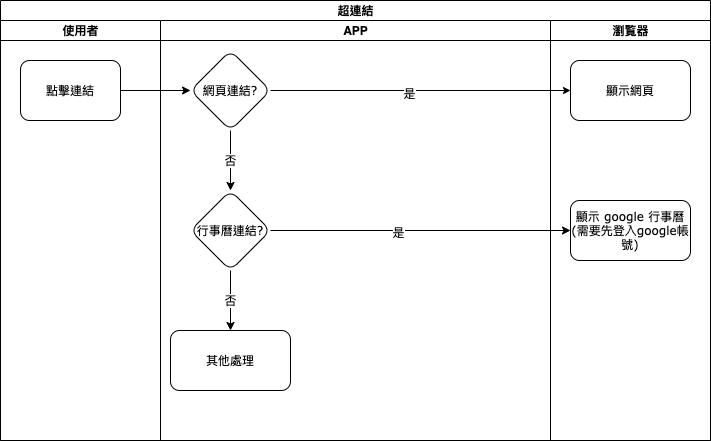 超連結
使用者
APP
瀏覽器
點擊連結
網頁連結?
是
顯示網頁
否
行事曆連結?
是
顯示 google 行事曆
(需要先登入google帳
號)
否
其他處理